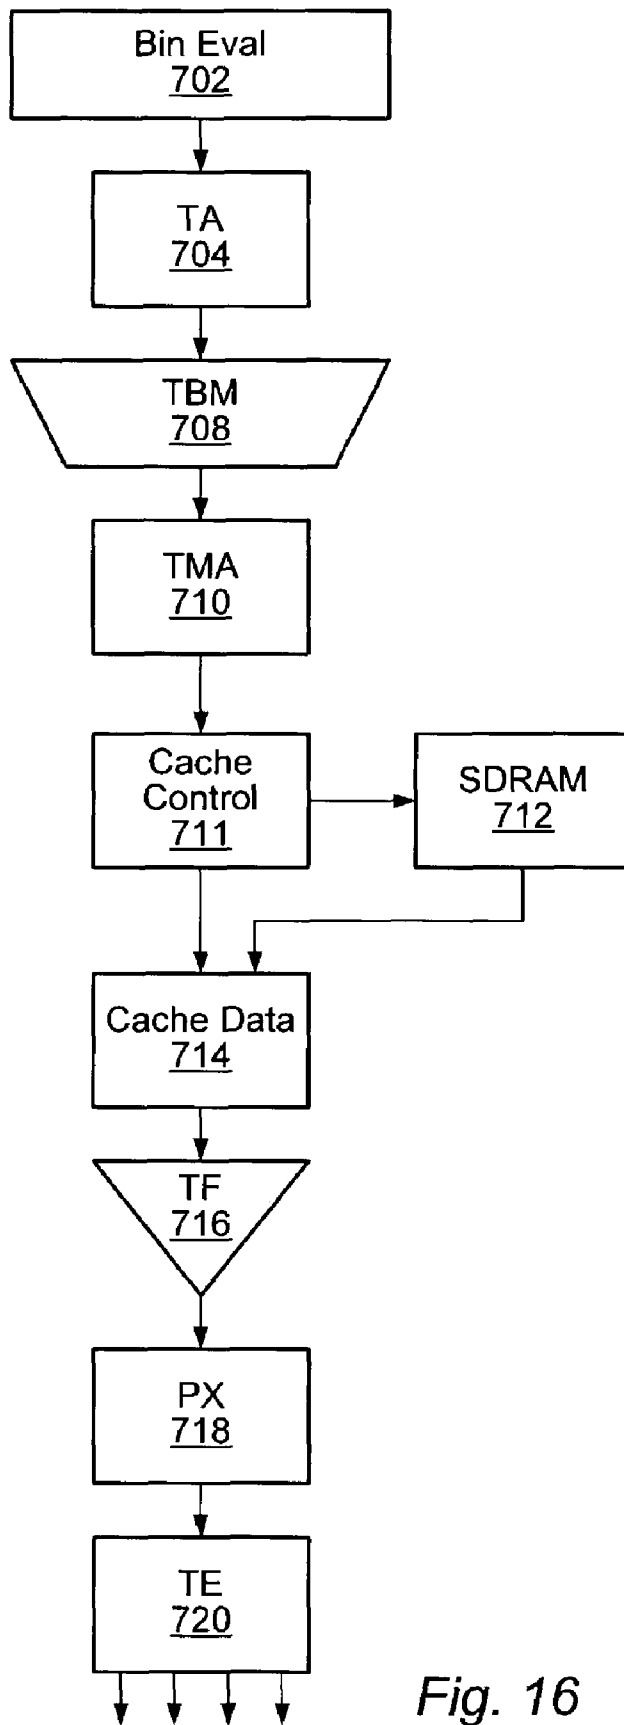 Bin Eval
702
TA
704
TBM
708
TMA
710
Cache
Control
711
SDRAM
712
Cache Data
714
TF
716
PX
718
TE
720
Fig. 16